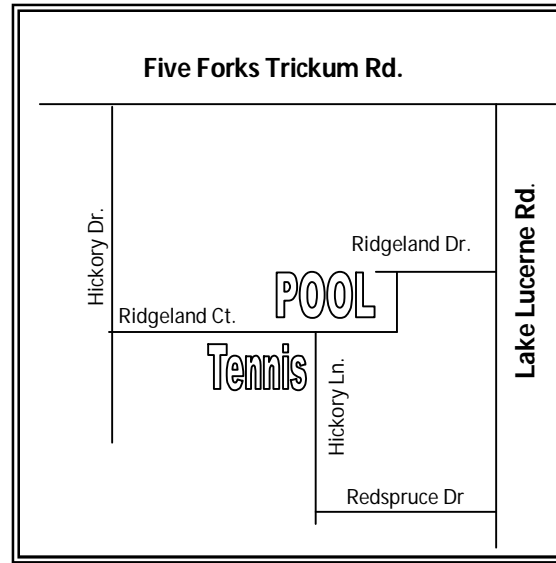 Five Forks Trickum Rd.
Hickory Dr.
Lake Lucerne Rd.
Ridgeland Dr.
POOL
Ridgeland Ct.
Tennis
Hickory Ln.
Redspruce Dr